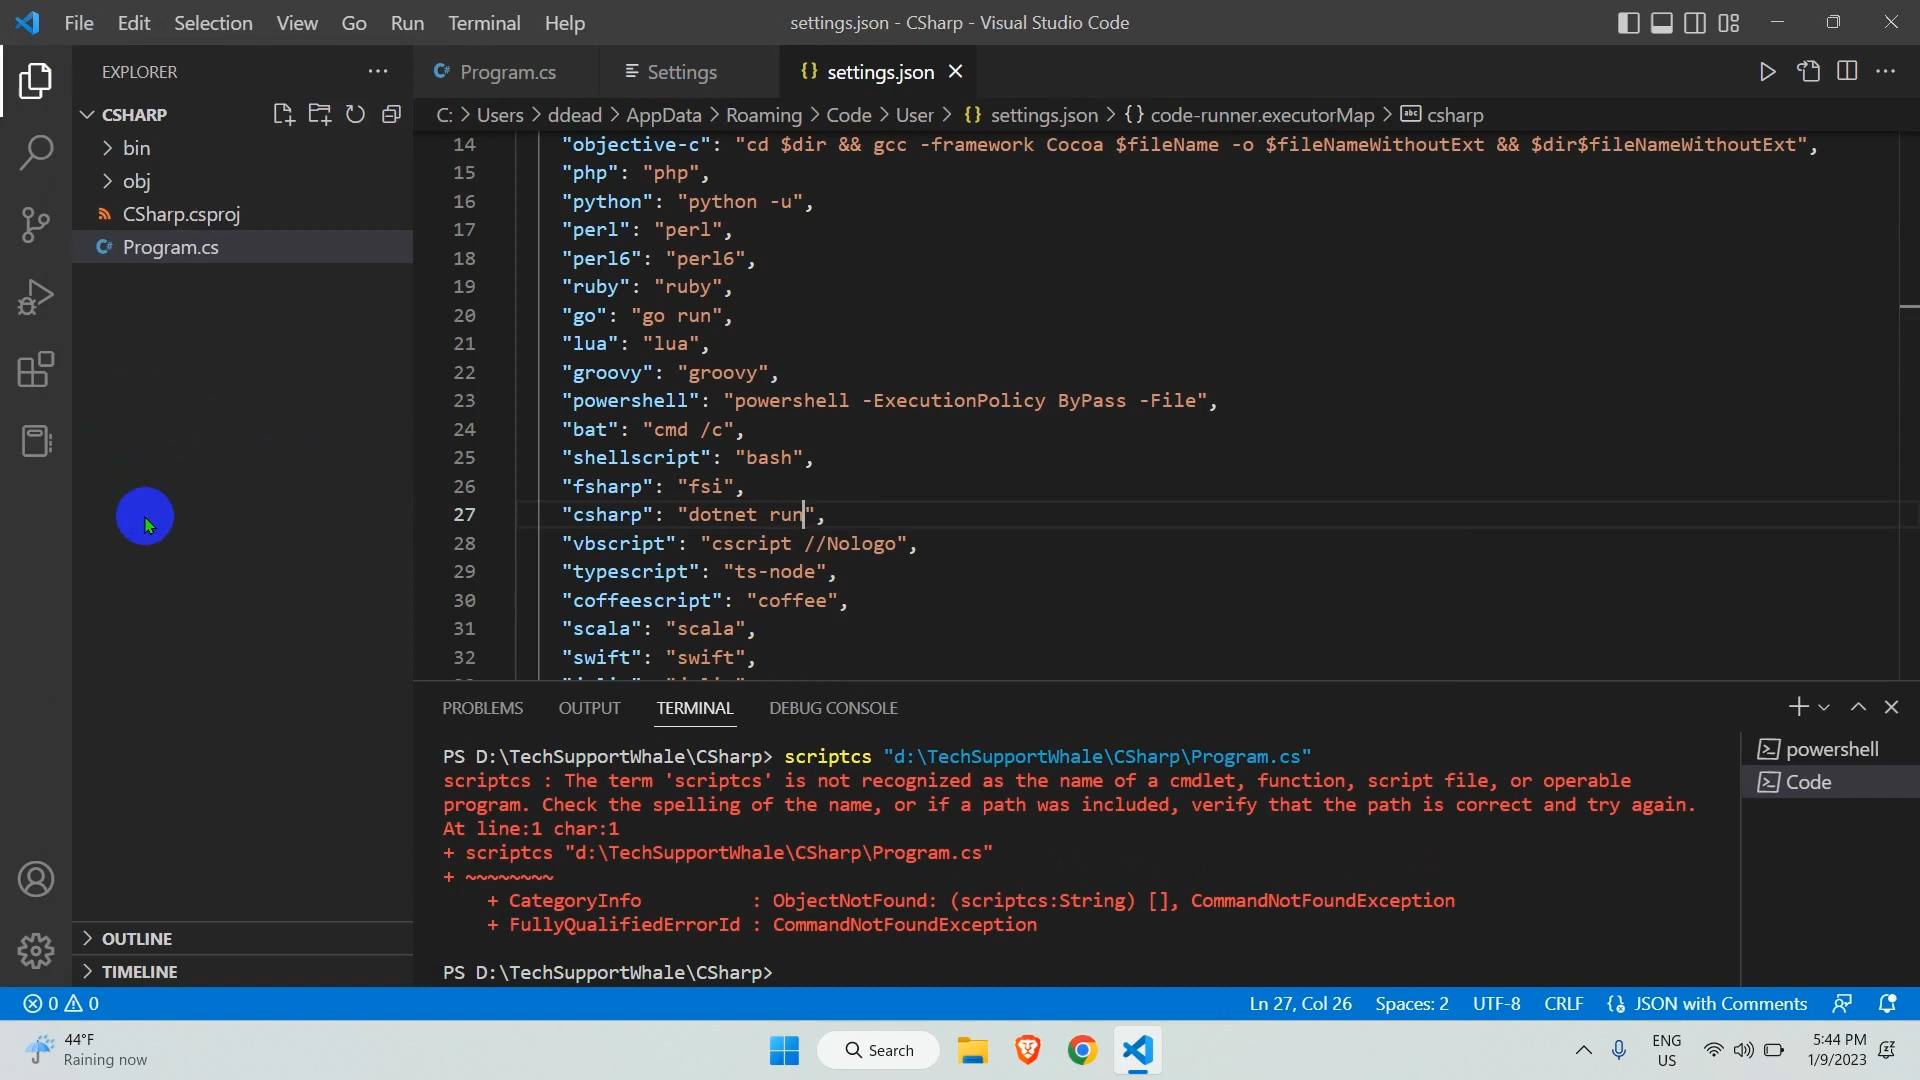 File Edit Selection View Go Run Terminal Help
settings.json - CSharp - Visual Studio Code
EXPLORER
CSHARP
bin
obj
CSharp.csproj
Program.cs
OUTLINE
TIMELINE
Program.cs
Settings
settings.json
C: > Users > ddead > AppData > Roaming > Code > User > {} settings.json > {} code-runner.executorMap > abc csharp
14 "objective-c": "cd $dir && gcc -framework Cocoa $fileName -o $fileNameWithoutExt && $dir$fileNameWithoutExt",
15 "php": "php",
16 "python": "python -u",
17 "perl": "perl",
18 "perl6": "perl6",
19 "ruby": "ruby",
20 "go": "go run",
21 "lua": "lua",
22 "groovy": "groovy",
23 "powershell": "powershell -ExecutionPolicy ByPass -File",
24 "bat": "cmd /c",
25 "shellscript": "bash",
26 "fsharp": "fsi",
27 "csharp": "dotnet run",
28 "vbscript": "cscript //Nologo",
29 "typescript": "ts-node",
30 "coffeescript": "coffee",
31 "scala": "scala",
32 "swift": "swift",
PROBLEMS OUTPUT TERMINAL DEBUG CONSOLE
PS D:\TechSupportWhale\CSharp> scriptcs "d:\TechSupportWhale\CSharp\Program.cs"
scriptcs : The term 'scriptcs' is not recognized as the name of a cmdlet, function, script file, or operable
program. Check the spelling of the name, or if a path was included, verify that the path is correct and try again.
At line:1 char:1
+ scriptcs "d:\TechSupportWhale\CSharp\Program.cs"
+ ~~~~~~~~
+ CategoryInfo : ObjectNotFound: (scriptcs:String) [], CommandNotFoundException
+ FullyQualifiedErrorId : CommandNotFoundException
PS D:\TechSupportWhale\CSharp>
powershell
Code
0 0
Ln 27, Col 26 Spaces: 2 UTF-8 CRLF {} JSON with Comments
44°F
Raining now
Search
ENG
US
5:44 PM
1/9/2023